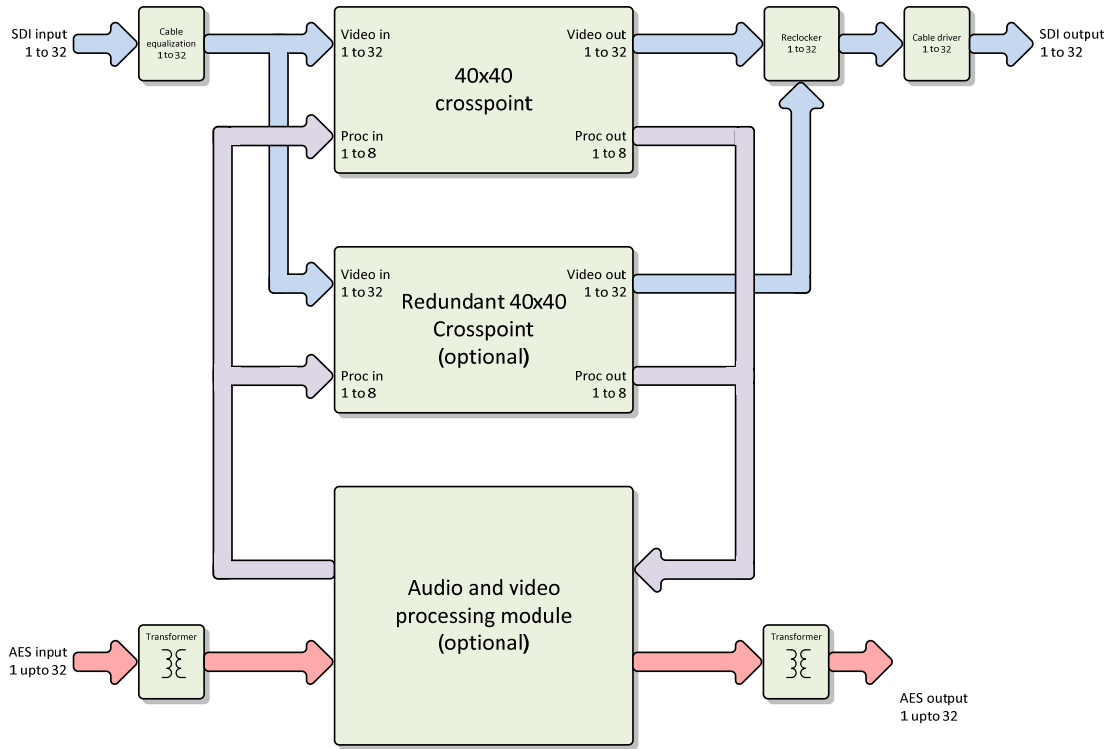 SDI input
1 to 32
Cable
equalization
1 to 32
Video in
1 to 32
Video out
1 to 32
40x40
crosspoint
Proc in
1 to 8
Proc out
1 to 8
Reclocker
1 to 32
Cable driver
1 to 32
SDI output
1 to 32
Video in
1 to 32
Video out
1 to 32
Redundant 40x40
Crosspoint
(optional)
Proc in
1 to 8
Proc out
1 to 8
Audio and video
processing module
(optional)
AES input
1 upto 32
Transformer
Transformer
AES output
1 upto 32